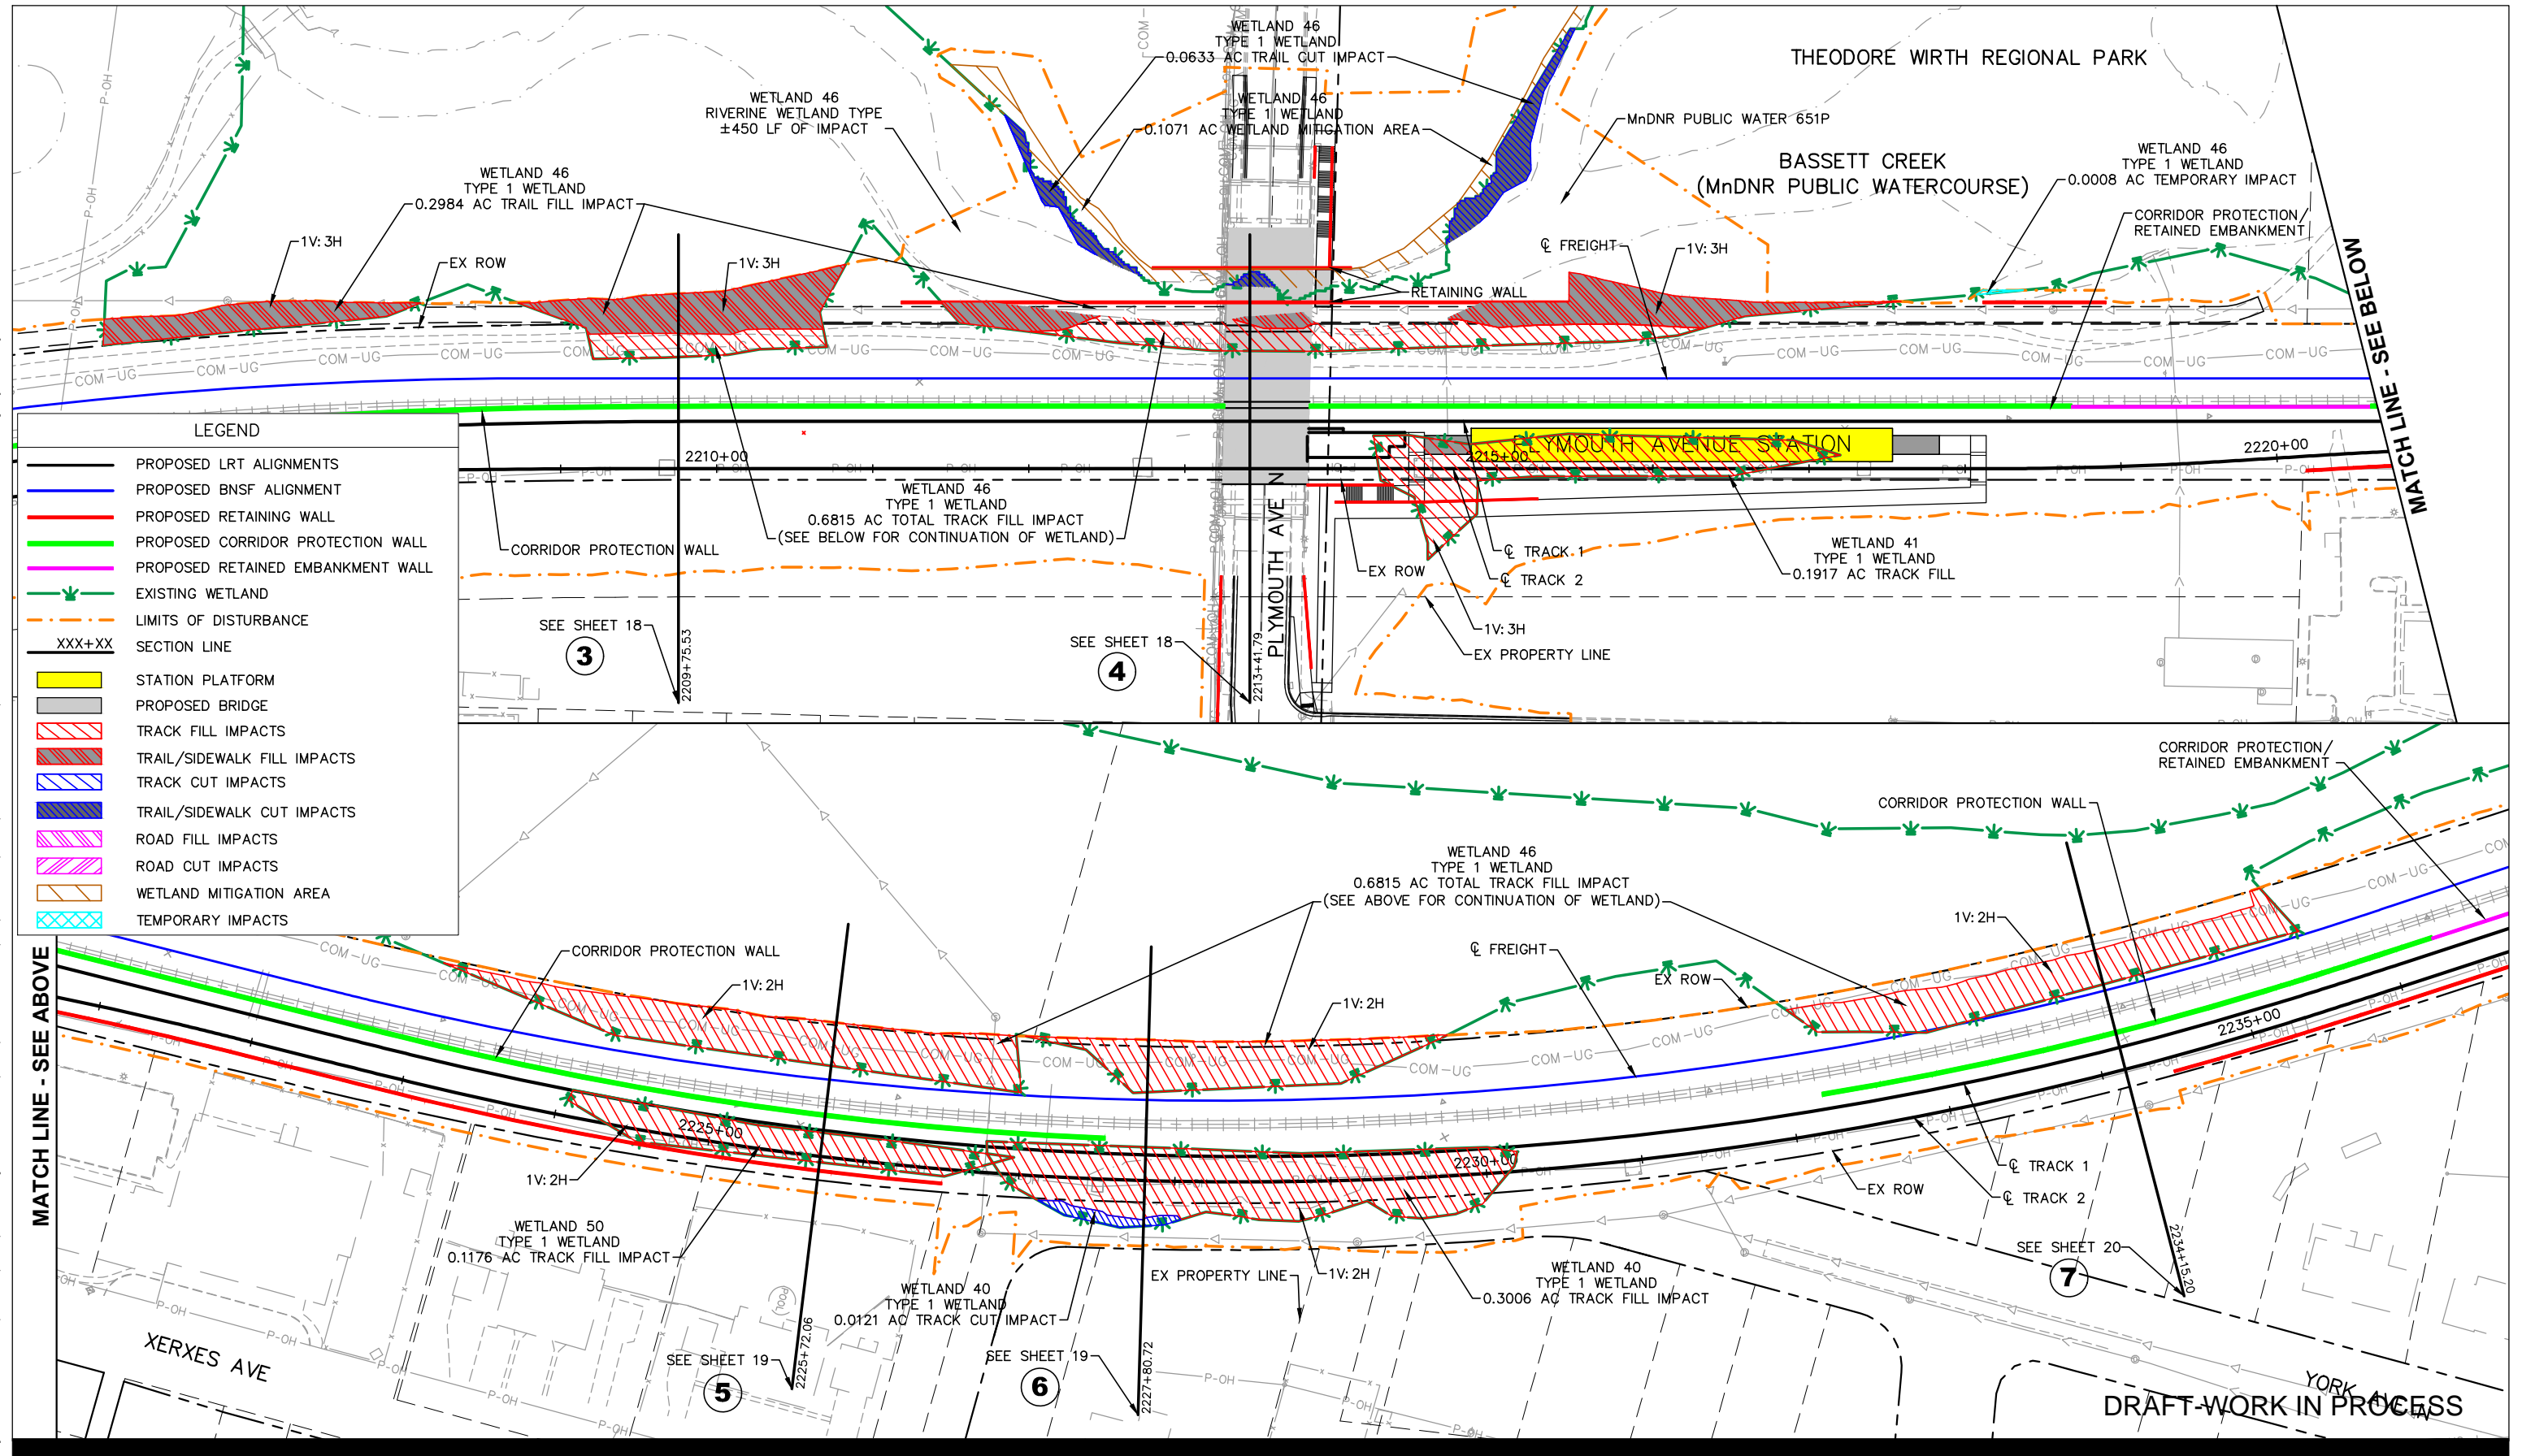 WETLAND 46
TYPE 1 WETLAND
0.0633 AC TRAIL CUT IMPACT
THEODORE WIRTH REGIONAL PARK
WETLAND 46
RIVERINE WETLAND TYPE
±450 LF OF IMPACT
WETLAND 46
TYPE 1 WETLAND
0.1071 AC WETLAND MITIGATION AREA
MnDNR PUBLIC WATER 651P
BASSETT CREEK
(MnDNR PUBLIC WATERCOURSE)
WETLAND 46
TYPE 1 WETLAND
0.0008 AC TEMPORARY IMPACT
WETLAND 46
TYPE 1 WETLAND
0.2984 AC TRAIL FILL IMPACT
CORRIDOR PROTECTION/
RETAINED EMBANKMENT
1V:3H
EX ROW
1V:3H
℄ FREIGHT
1V:3H
RETAINING WALL
MATCH LINE - SEE BELOW
COM-UG
P-OH
PLYMOUTH AVENUE STATION
2210+00
2215+00
2220+00
WETLAND 46
TYPE 1 WETLAND
0.6815 AC TOTAL TRACK FILL IMPACT
(SEE BELOW FOR CONTINUATION OF WETLAND)
CORRIDOR PROTECTION WALL
PLYMOUTH AVE N
EX ROW
℄ TRACK 1
℄ TRACK 2
WETLAND 41
TYPE 1 WETLAND
0.1917 AC TRACK FILL
1V:3H
EX PROPERTY LINE
SEE SHEET 18
3
2209+75.53
SEE SHEET 18
4
2213+41.79
LEGEND
PROPOSED LRT ALIGNMENTS
PROPOSED BNSF ALIGNMENT
PROPOSED RETAINING WALL
PROPOSED CORRIDOR PROTECTION WALL
PROPOSED RETAINED EMBANKMENT WALL
EXISTING WETLAND
LIMITS OF DISTURBANCE
XXX+XX SECTION LINE
STATION PLATFORM
PROPOSED BRIDGE
TRACK FILL IMPACTS
TRAIL/SIDEWALK FILL IMPACTS
TRACK CUT IMPACTS
TRAIL/SIDEWALK CUT IMPACTS
ROAD FILL IMPACTS
ROAD CUT IMPACTS
WETLAND MITIGATION AREA
TEMPORARY IMPACTS
MATCH LINE - SEE ABOVE
CORRIDOR PROTECTION/
RETAINED EMBANKMENT
CORRIDOR PROTECTION WALL
WETLAND 46
TYPE 1 WETLAND
0.6815 AC TOTAL TRACK FILL IMPACT
(SEE ABOVE FOR CONTINUATION OF WETLAND)
CORRIDOR PROTECTION WALL
1V:2H
1V:2H
℄ FREIGHT
EX ROW
1V:2H
2225+00
2230+00
2235+00
1V:2H
WETLAND 50
TYPE 1 WETLAND
0.1176 AC TRACK FILL IMPACT
WETLAND 40
TYPE 1 WETLAND
0.0121 AC TRACK CUT IMPACT
EX PROPERTY LINE
1V:2H
WETLAND 40
TYPE 1 WETLAND
0.3006 AC TRACK FILL IMPACT
℄ TRACK 1
℄ TRACK 2
EX ROW
POOL
SEE SHEET 19
5
2225+72.06
SEE SHEET 19
6
2227+80.72
SEE SHEET 20
7
2234+15.20
XERXES AVE
YORK AVE N
DRAFT-WORK IN PROCESS